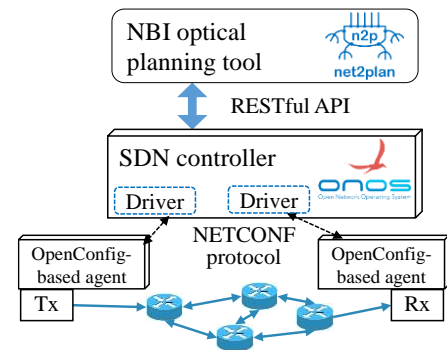 NBI optical
planning tool
n2p
net2plan
RESTful API
SDN controller
onos
Open Network Operating System
Driver
Driver
NETCONF
protocol
OpenConfig-
based agent
OpenConfig-
based agent
Tx
Rx